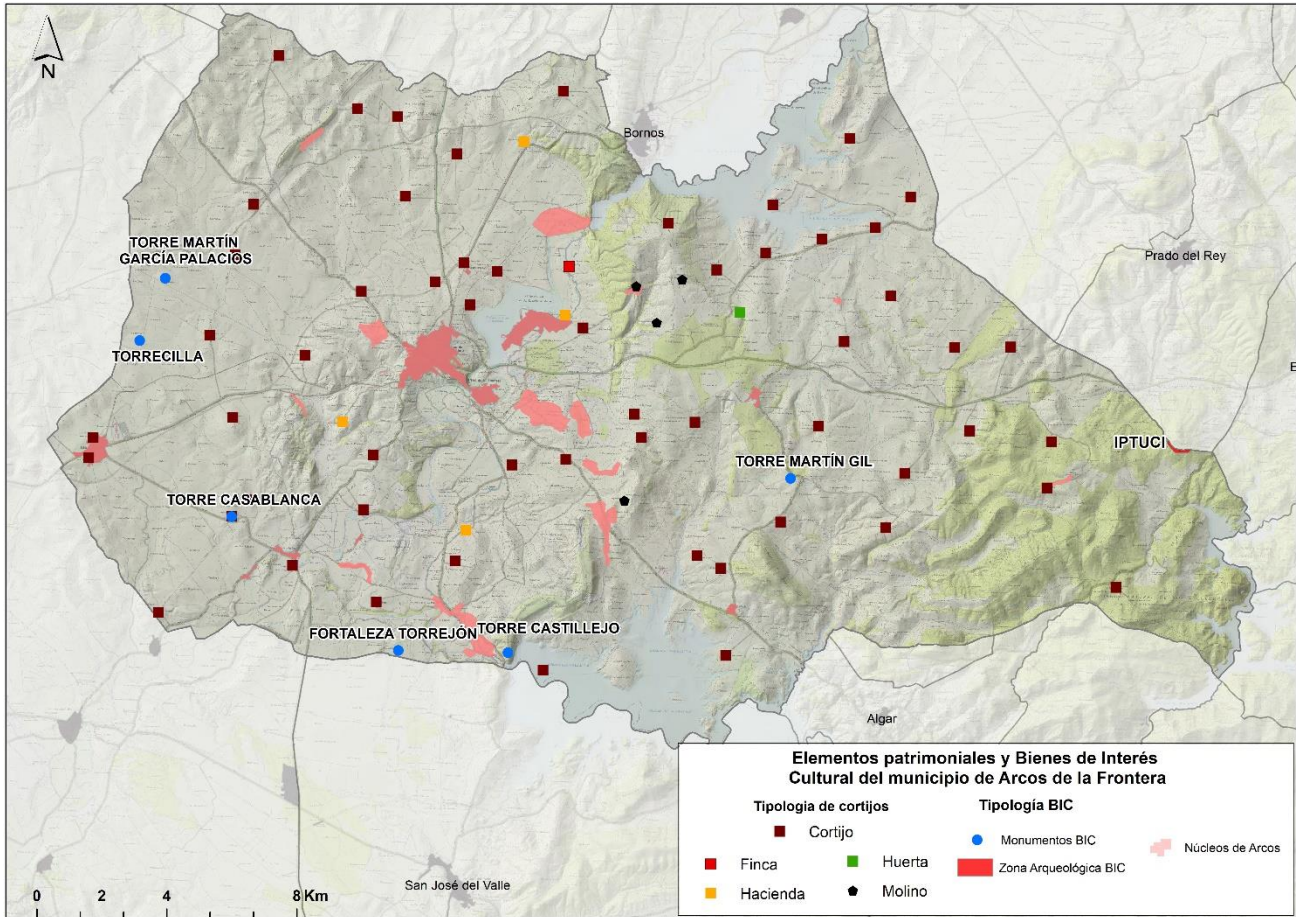 N
Bornos
TORRE MARTÍN
GARCÍA PALACIOS
Prado del Rey
TORRECILLA
IPTUCI
TORRE MARTÍN GIL
TORRE CASABLANCA
FORTALEZA TORREJÓN
TORRE CASTILLEJO
Algar
San José del Valle
0 2 4 8 Km
Elementos patrimoniales y Bienes de Interés
Cultural del municipio de Arcos de la Frontera
Tipologia de cortijos
Cortijo
Finca
Huerta
Hacienda
Molino
Tipología BIC
Monumentos BIC
Zona Arqueológica BIC
Núcleos de Arcos